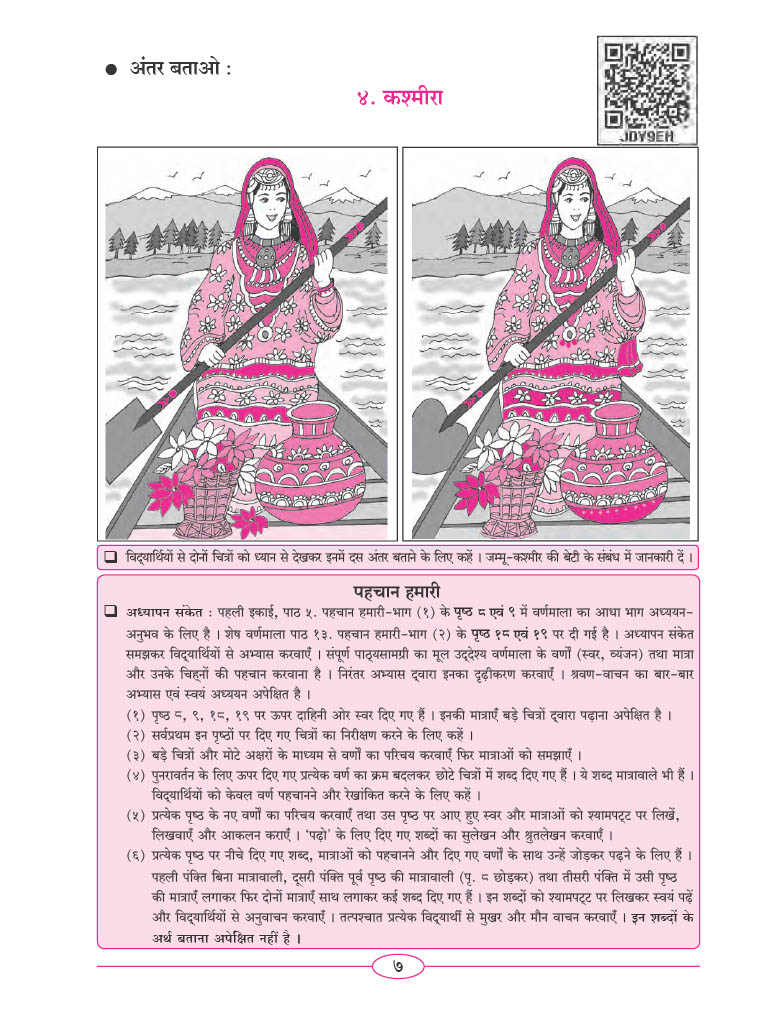 ● अंतर बताओ :
४. कश्मीरा
JDV9EH
❑ विद्यार्थियों से दोनों चित्रों को ध्यान से देखकर इनमें दस अंतर बताने के लिए कहें । जम्मू-कश्मीर की बेटी के संबंध में जानकारी दें ।
पहचान हमारी
❑ अध्यापन संकेत : पहली इकाई, पाठ ५. पहचान हमारी-भाग (१) के पृष्ठ ८ एवं ९ में वर्णमाला का आधा भाग अध्ययन-
अनुभव के लिए है । शेष वर्णमाला पाठ १३. पहचान हमारी-भाग (२) के पृष्ठ १८ एवं १९ पर दी गई है । अध्यापन संकेत
समझकर विद्यार्थियों से अभ्यास करवाएँ । संपूर्ण पाठ्यसामग्री का मूल उद्देश्य वर्णमाला के वर्णों (स्वर, व्यंजन) तथा मात्रा
और उनके चिह्नों की पहचान करवाना है । निरंतर अभ्यास द्वारा इनका दृढ़ीकरण करवाएँ । श्रवण-वाचन का बार-बार
अभ्यास एवं स्वयं अध्ययन अपेक्षित है ।
(१) पृष्ठ ८, ९, १८, १९ पर ऊपर दाहिनी ओर स्वर दिए गए हैं । इनकी मात्राएँ बड़े चित्रों द्वारा पढ़ाना अपेक्षित है ।
(२) सर्वप्रथम इन पृष्ठों पर दिए गए चित्रों का निरीक्षण करने के लिए कहें ।
(३) बड़े चित्रों और मोटे अक्षरों के माध्यम से वर्णों का परिचय करवाएँ फिर मात्राओं को समझाएँ ।
(४) पुनरावर्तन के लिए ऊपर दिए गए प्रत्येक वर्ण का क्रम बदलकर छोटे चित्रों में शब्द दिए गए हैं । ये शब्द मात्रावाले भी हैं ।
विद्यार्थियों को केवल वर्ण पहचानने और रेखांकित करने के लिए कहें ।
(५) प्रत्येक पृष्ठ के नए वर्णों का परिचय करवाएँ तथा उस पृष्ठ पर आए हुए स्वर और मात्राओं को श्यामपट्ट पर लिखें,
लिखवाएँ और आकलन कराएँ । ‘पढ़ो’ के लिए दिए गए शब्दों का सुलेखन और श्रुतलेखन करवाएँ ।
(६) प्रत्येक पृष्ठ पर नीचे दिए गए शब्द, मात्राओं को पहचानने और दिए गए वर्णों के साथ उन्हें जोड़कर पढ़ने के लिए हैं ।
पहली पंक्ति बिना मात्रावाली, दूसरी पंक्ति पूर्व पृष्ठ की मात्रावाली (पृ. ८ छोड़कर) तथा तीसरी पंक्ति में उसी पृष्ठ
की मात्राएँ लगाकर फिर दोनों मात्राएँ साथ लगाकर कई शब्द दिए गए हैं । इन शब्दों को श्यामपट्ट पर लिखकर स्वयं पढ़ें
और विद्यार्थियों से अनुवाचन करवाएँ । तत्पश्चात प्रत्येक विद्यार्थी से मुखर और मौन वाचन करवाएँ । इन शब्दों के
अर्थ बताना अपेक्षित नहीं है ।
७